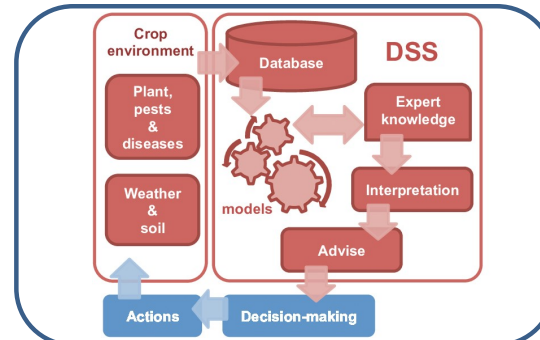 Crop
environment
Plant,
pests
&
diseases
Weather
&
soil
DSS
Database
Expert
knowledge
models
Interpretation
Advise
Actions
Decision-making